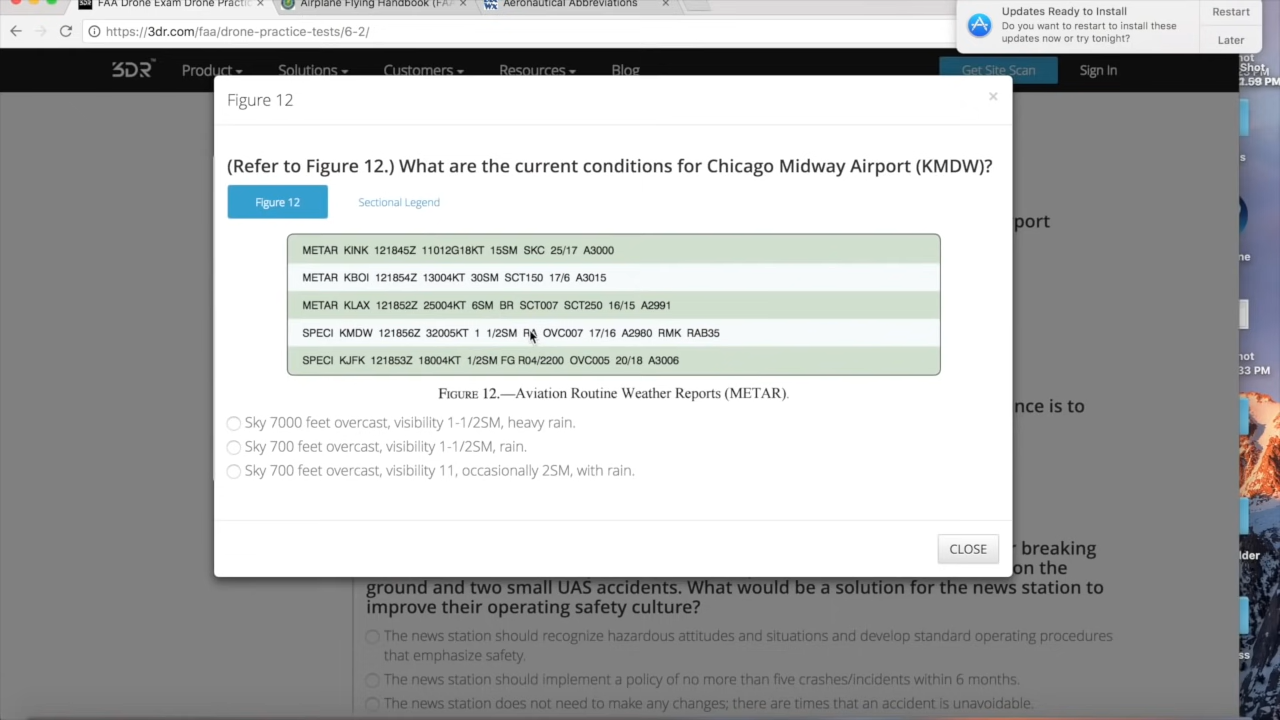 FAA Drone Exam Drone Practic
Airplane Flying Handbook (FAA
Aeronautical Abbreviations
https://3dr.com/faa/drone-practice-tests/6-2/
Updates Ready to Install
Do you want to restart to install these
updates now or try tonight?
Restart
Later
3DR
Product
Solutions
Customers
Resources
Blog
Get Site Scan
Sign In
Shot
Figure 12
×
(Refer to Figure 12.) What are the current conditions for Chicago Midway Airport (KMDW)?
Figure 12
Sectional Legend
METAR KINK 121845Z 11012G18KT 15SM SKC 25/17 A3000
METAR KBOI 121854Z 13004KT 30SM SCT150 17/6 A3015
METAR KLAX 121852Z 25004KT 6SM BR SCT007 SCT250 16/15 A2991
SPECI KMDW 121856Z 32005KT 1 1/2SM RA OVC007 17/16 A2980 RMK RAB35
SPECI KJFK 121853Z 18004KT 1/2SM FG R04/2200 OVC005 20/18 A3006
FIGURE 12.—Aviation Routine Weather Reports (METAR).
Sky 7000 feet overcast, visibility 1-1/2SM, heavy rain.
Sky 700 feet overcast, visibility 1-1/2SM, rain.
Sky 700 feet overcast, visibility 11, occasionally 2SM, with rain.
CLOSE
port
nce is to
breaking
on the
ground and two small UAS accidents. What would be a solution for the news station to
improve their operating safety culture?
The news station should recognize hazardous attitudes and situations and develop standard operating procedures
that emphasize safety.
The news station should implement a policy of no more than five crashes/incidents within 6 months.
The news station does not need to make any changes; there are times that an accident is unavoidable.